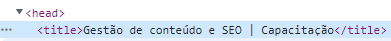 <head>
<title>Gestão de conteúdo e SEO | Capacitação</title>